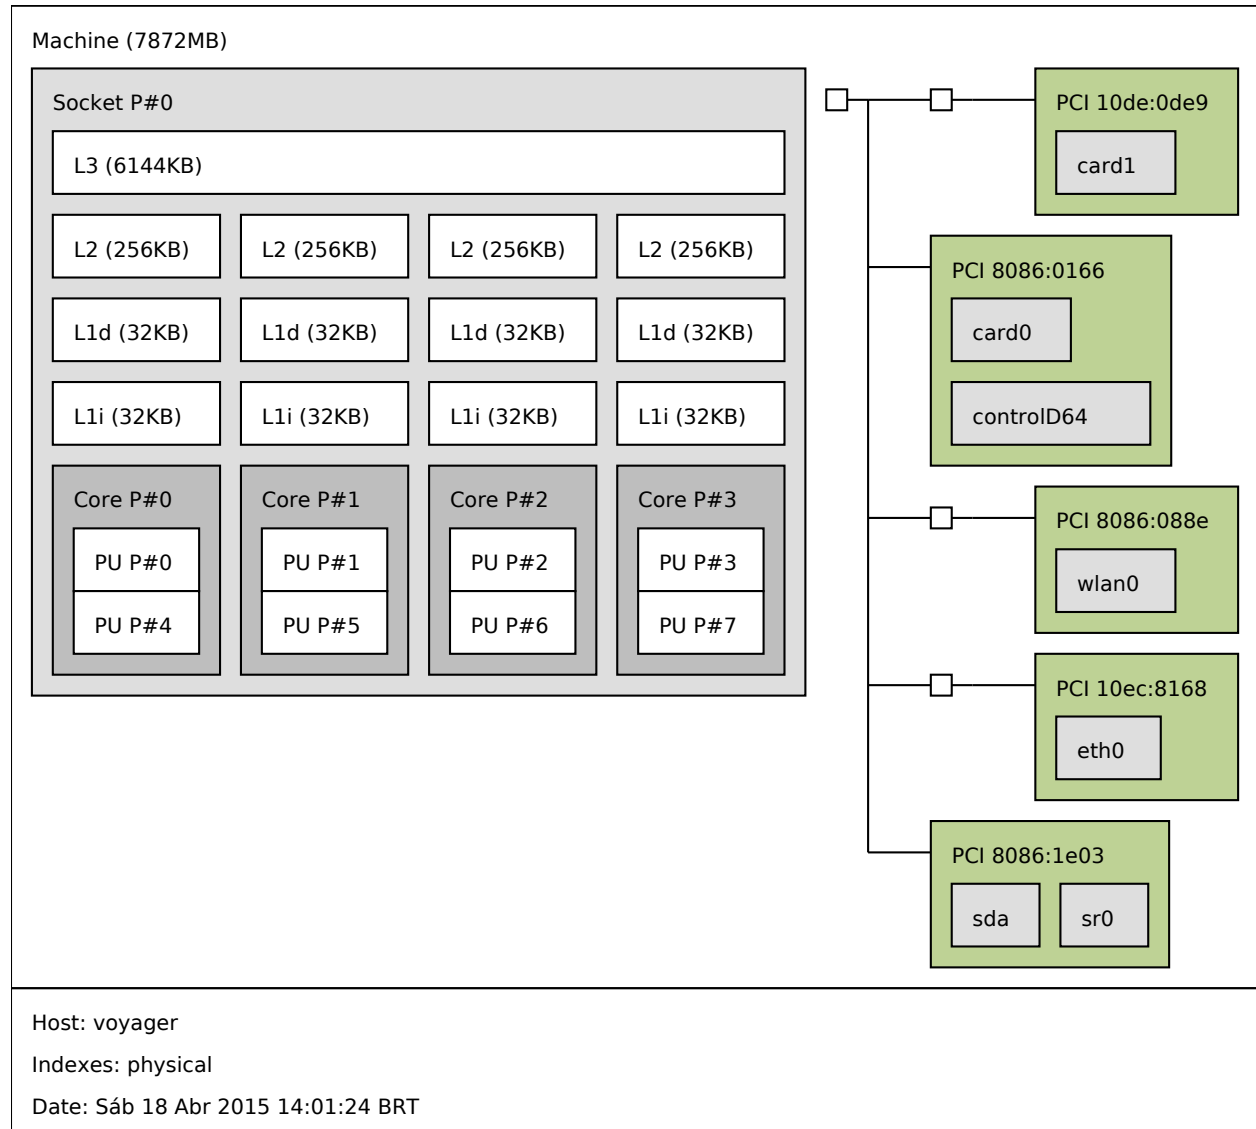 Machine (7872MB)
Socket P#0
L3 (6144KB)
L2 (256KB) L2 (256KB) L2 (256KB) L2 (256KB)
L1d (32KB) L1d (32KB) L1d (32KB) L1d (32KB)
L1i (32KB) L1i (32KB) L1i (32KB) L1i (32KB)
Core P#0 Core P#1 Core P#2 Core P#3
PU P#0 PU P#1 PU P#2 PU P#3
PU P#4 PU P#5 PU P#6 PU P#7
PCI 10de:0de9
card1
PCI 8086:0166
card0
controlD64
PCI 8086:088e
wlan0
PCI 10ec:8168
eth0
PCI 8086:1e03
sda sr0
Host: voyager
Indexes: physical
Date: Sáb 18 Abr 2015 14:01:24 BRT